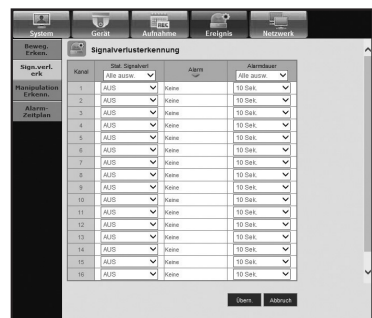 System Gerät Aufnahme Ereignis Netzwerk
Beweg. Erken.
Sign.verl. erk
Manipulation Erkenn.
Alarm- Zeitplan
Signalverlusterkennung
Kanal Stat. Signalverl Alarm Alarmdauer
Alle ausw. Alle ausw.
1 AUS Keine 10 Sek.
2 AUS Keine 10 Sek.
3 AUS Keine 10 Sek.
4 AUS Keine 10 Sek.
5 AUS Keine 10 Sek.
6 AUS Keine 10 Sek.
7 AUS Keine 10 Sek.
8 AUS Keine 10 Sek.
9 AUS Keine 10 Sek.
10 AUS Keine 10 Sek.
11 AUS Keine 10 Sek.
12 AUS Keine 10 Sek.
13 AUS Keine 10 Sek.
14 AUS Keine 10 Sek.
15 AUS Keine 10 Sek.
16 AUS Keine 10 Sek.
Übern. Abbruch